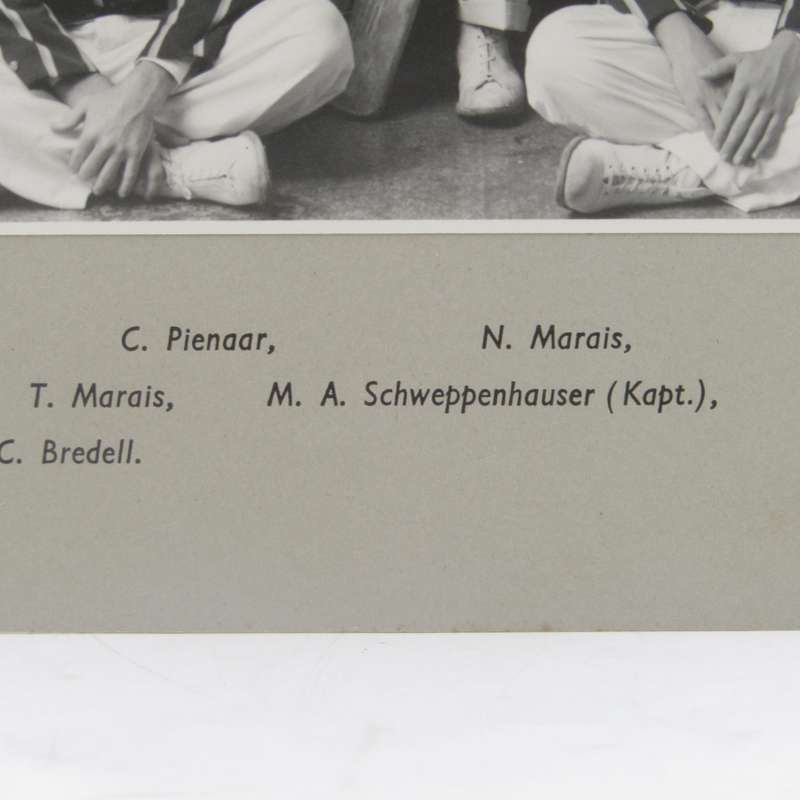 C. Pienaar, N. Marais,
T. Marais, M. A. Schweppenhauser (Kapt.),
C. Bredell.